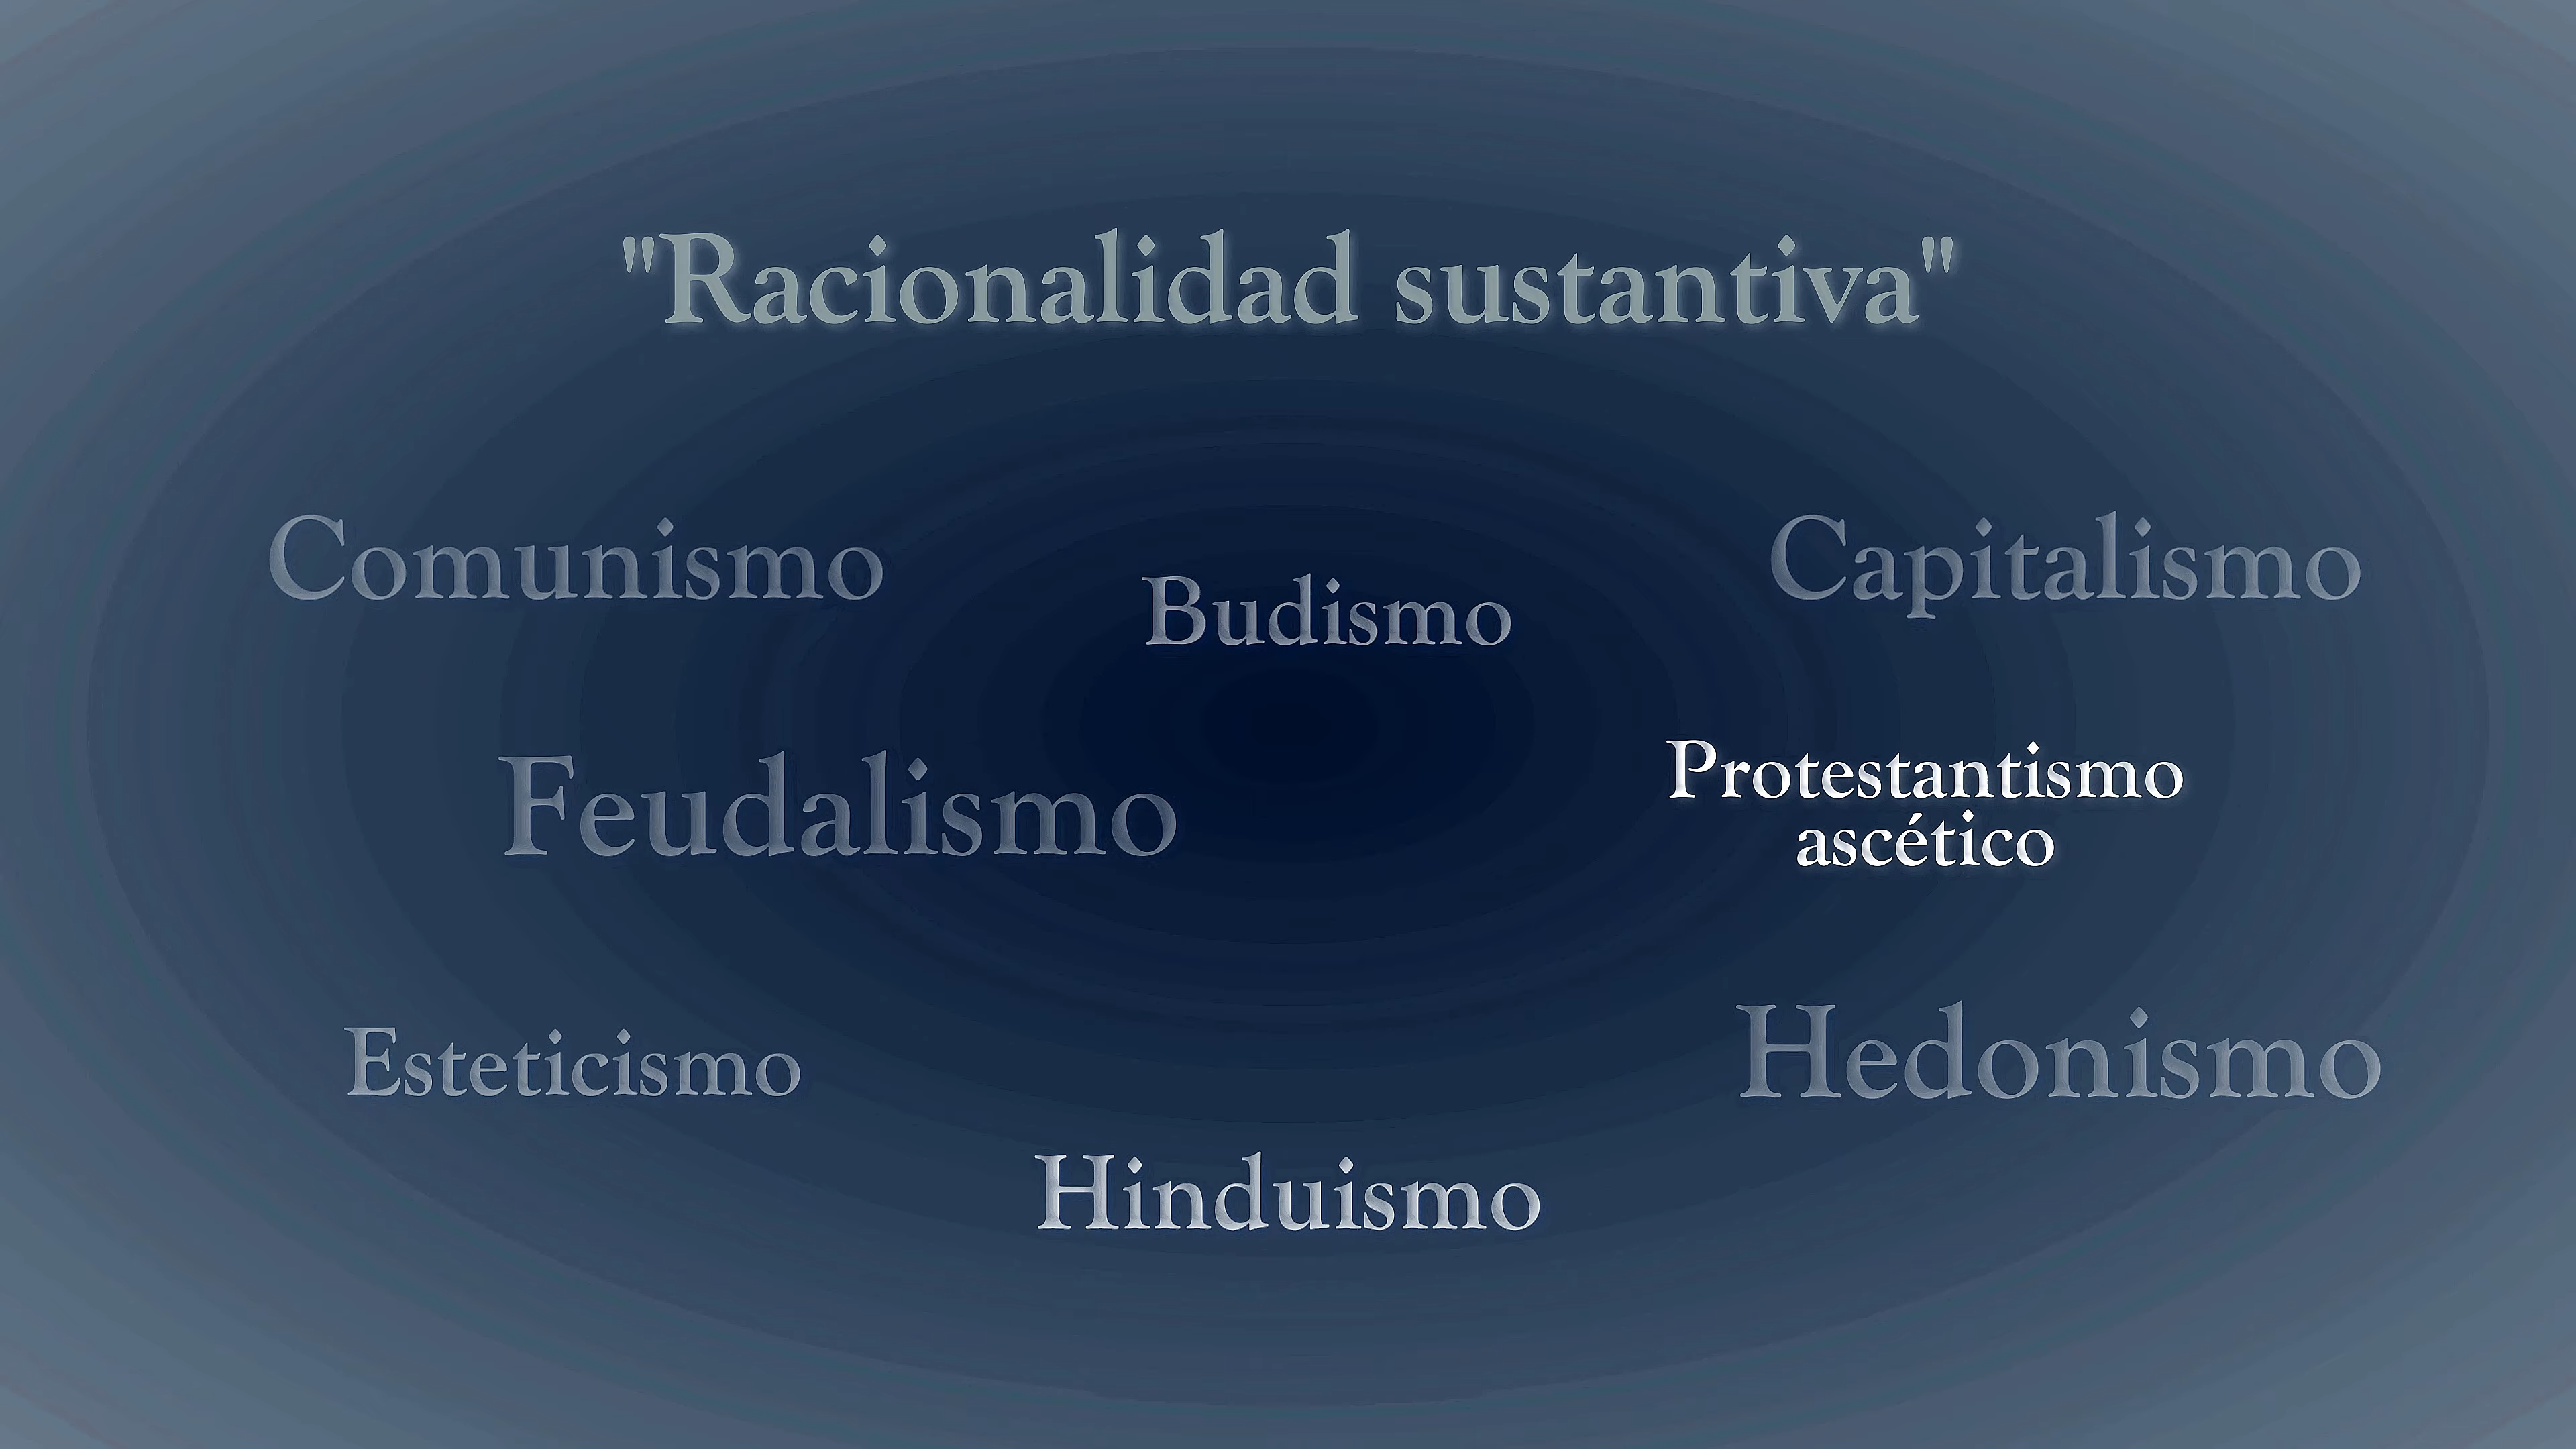 "Racionalidad sustantiva"
Comunismo
Capitalismo
Budismo
Feudalismo
Protestantismo
ascético
Esteticismo
Hedonismo
Hinduismo